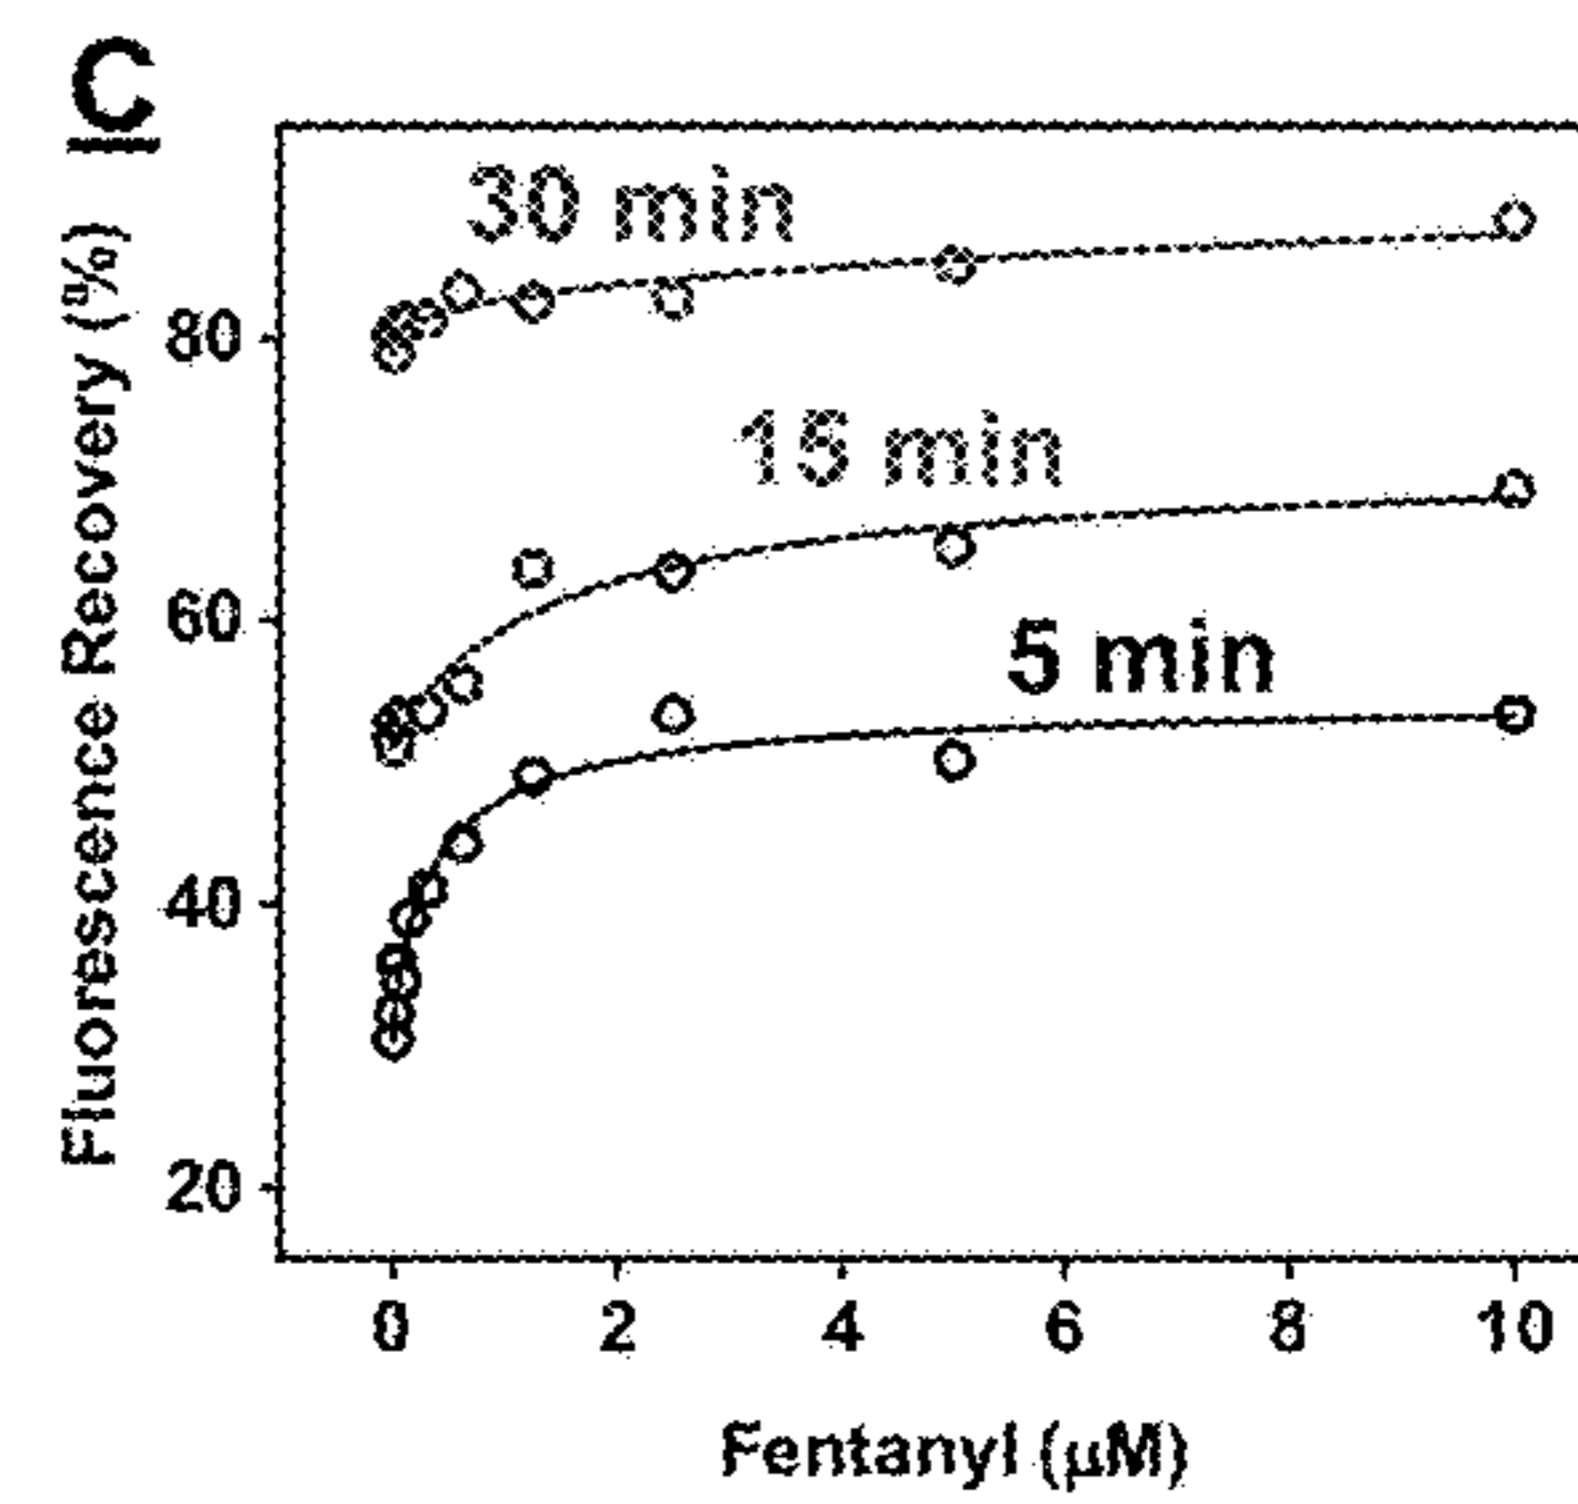 C
Fluorescence Recovery (%)
80
60
40
20
30 min
15 min
5 min
0 2 4 6 8 10
Fentanyl (μM)